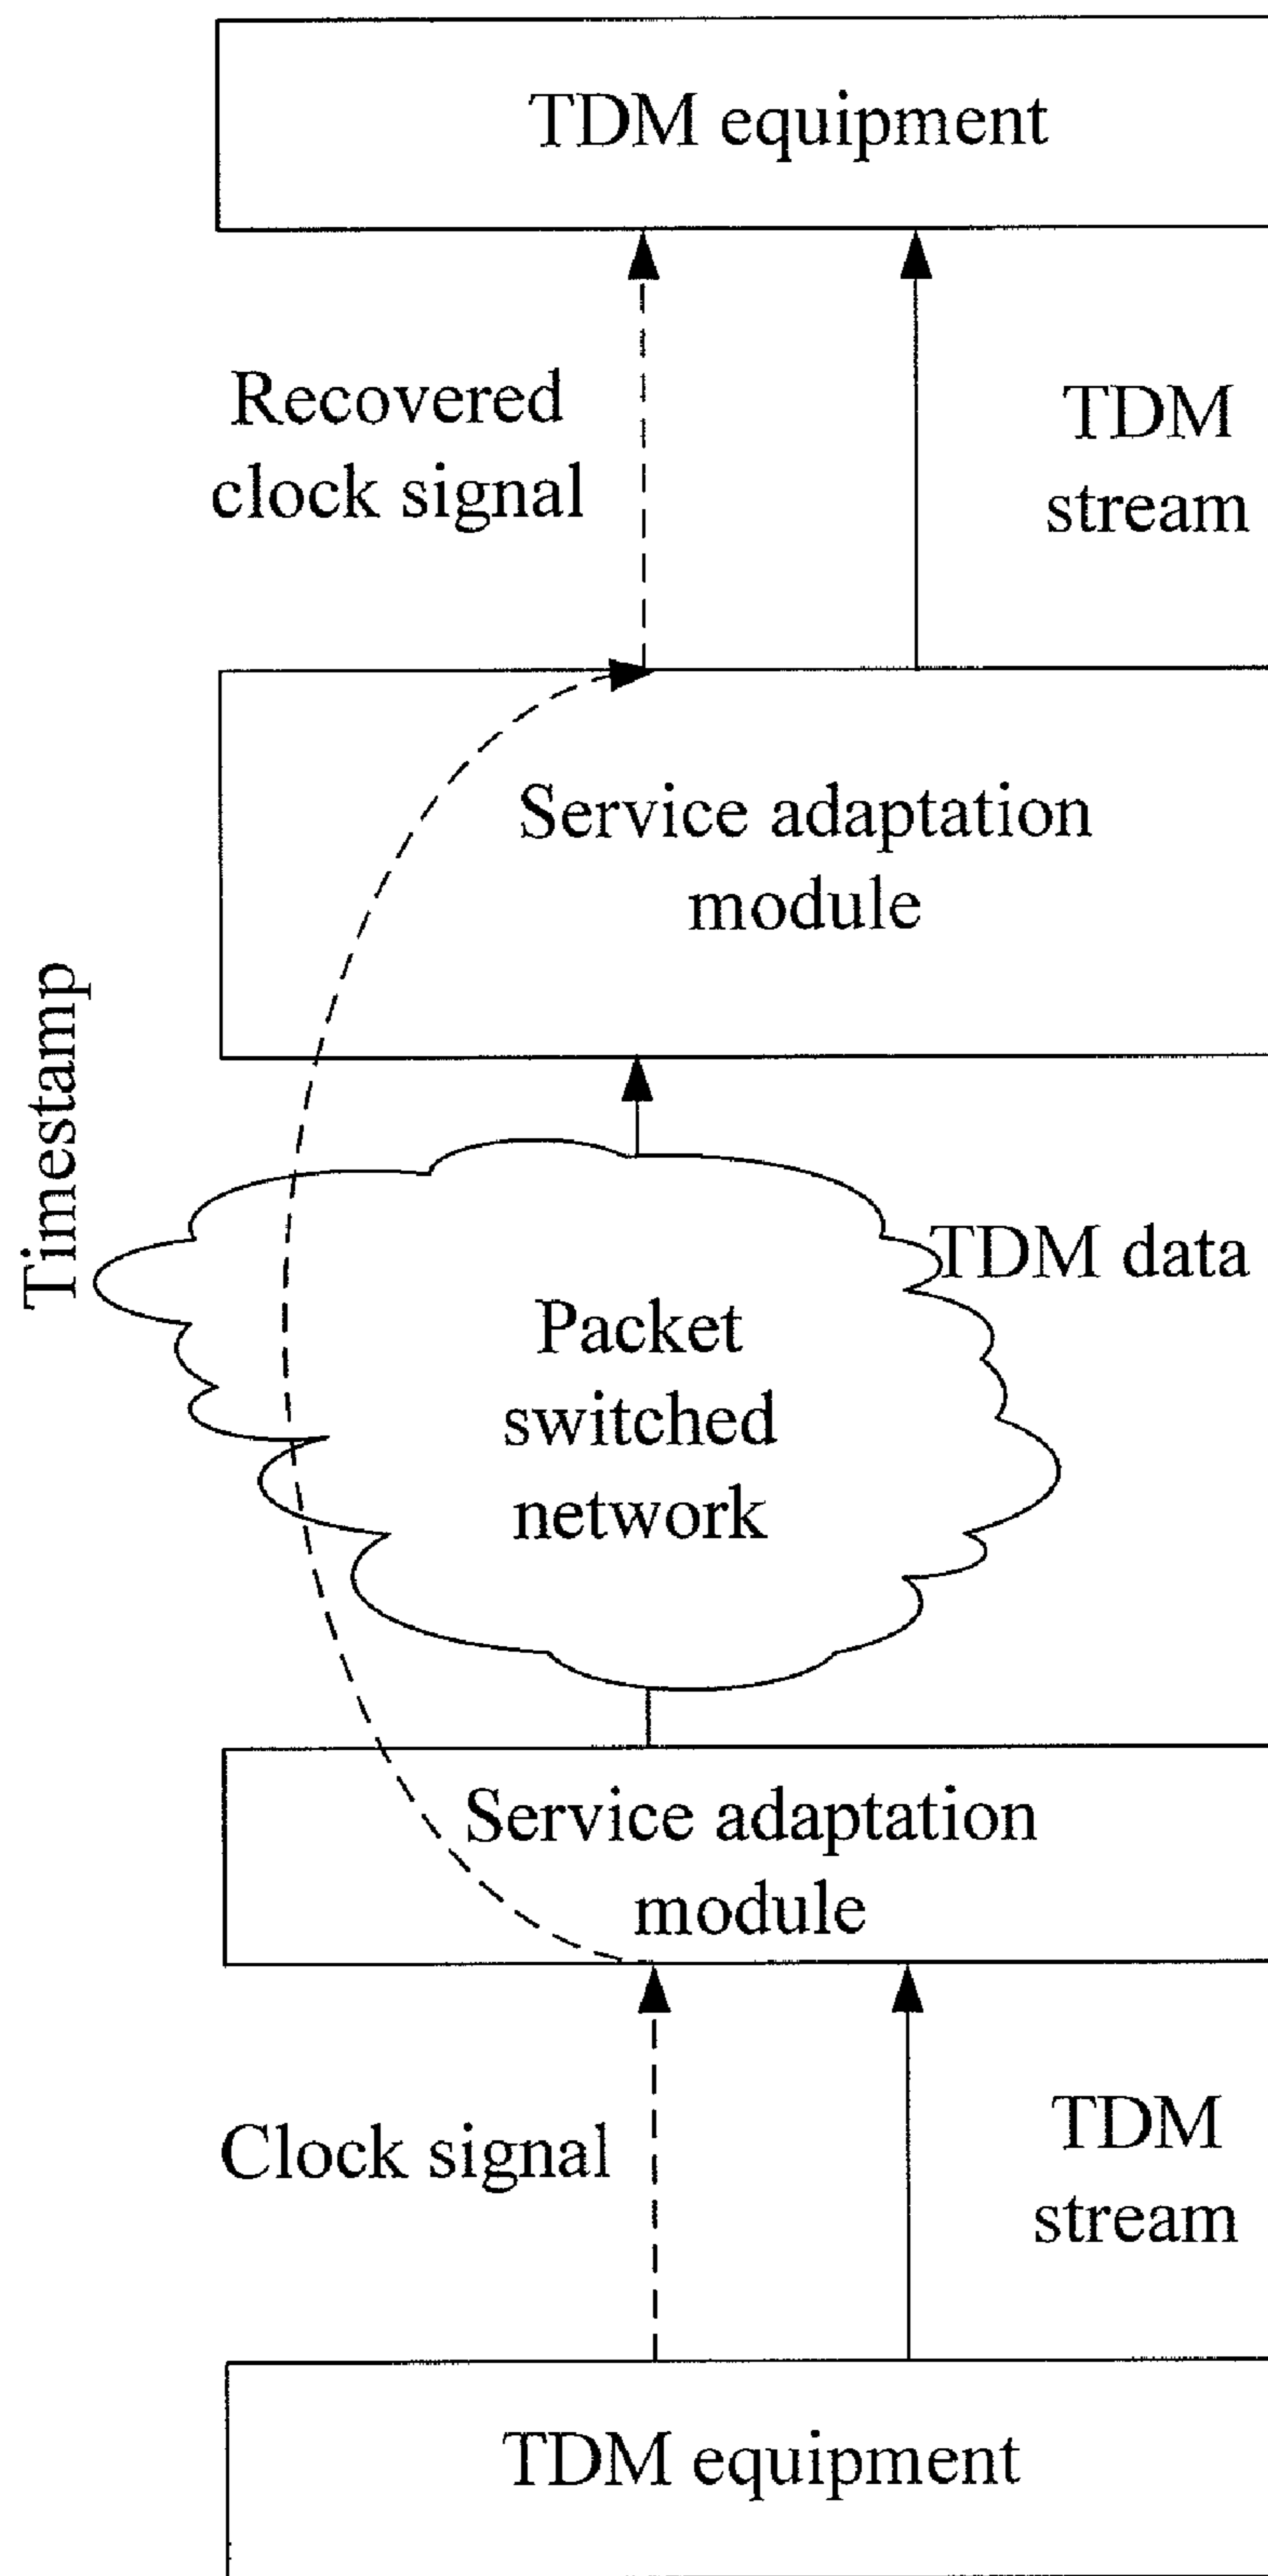 TDM equipment
Recovered
clock signal
TDM
stream
Service adaptation
module
Timestamp
TDM data
Packet
switched
network
Service adaptation
module
Clock signal
TDM
stream
TDM equipment